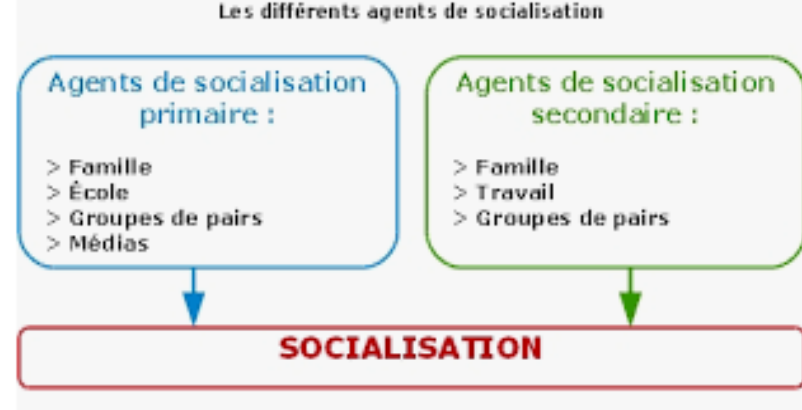 Les différents agents de socialisation
Agents de socialisation
primaire :
> Famille
> École
> Groupes de pairs
> Médias
Agents de socialisation
secondaire :
> Famille
> Travail
> Groupes de pairs
SOCIALISATION